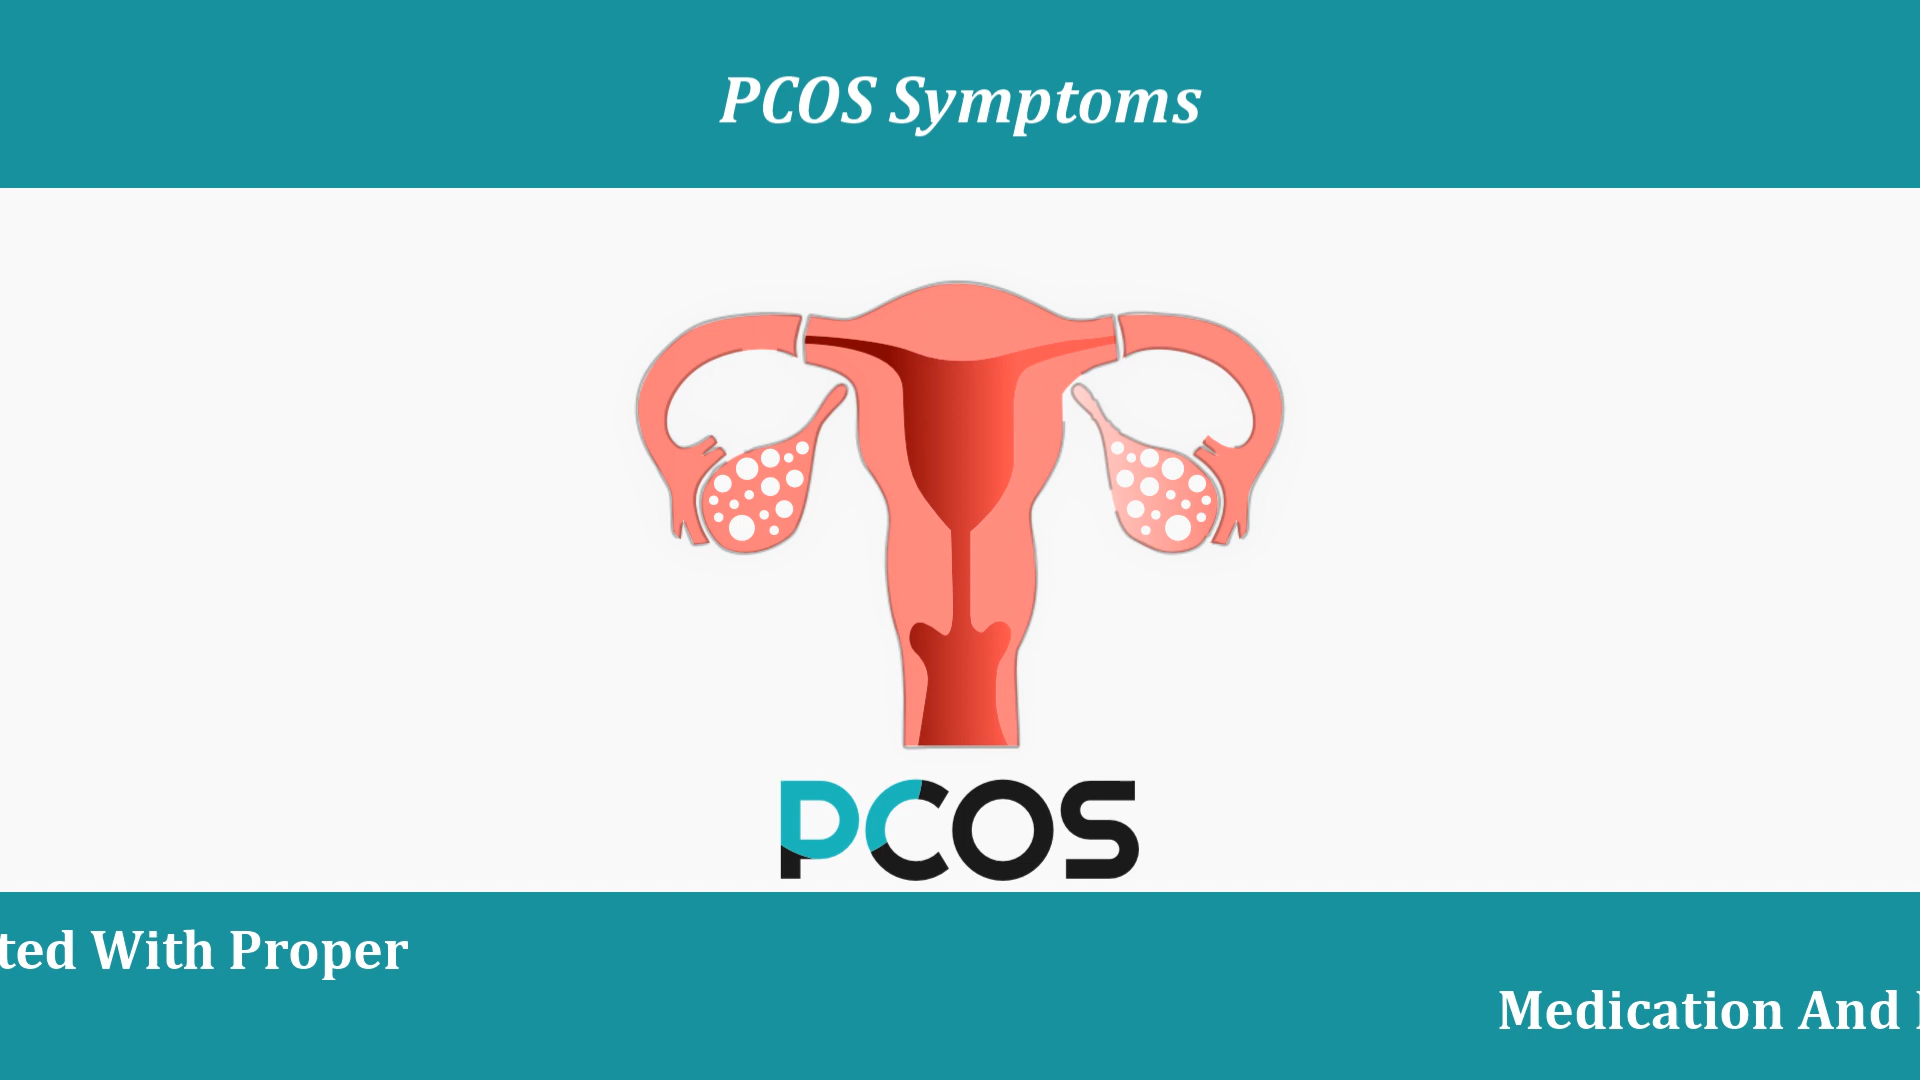 PCOS Symptoms
PCOS
ted With Proper
Medication And